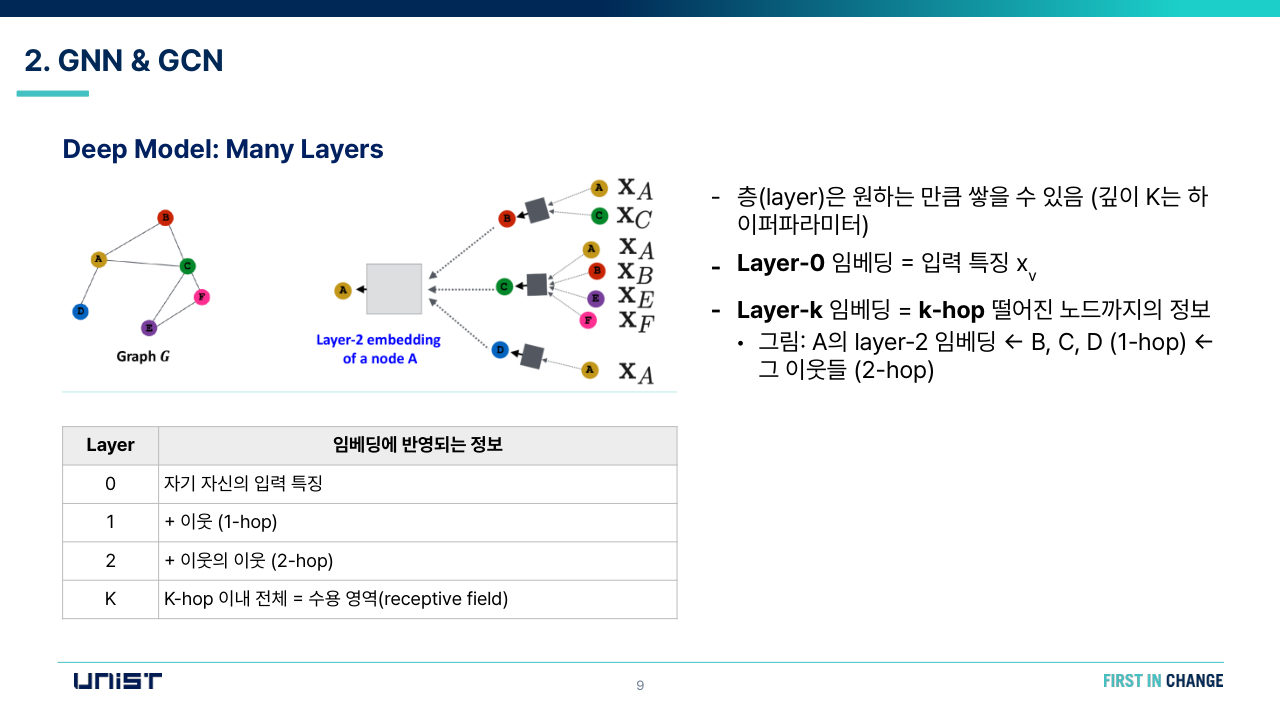 2. GNN & GCN
Deep Model: Many Layers
B
A
C
F
D
E
Graph G
A
Layer-2 embedding
of a node A
B
C
D
A x_A
C x_C
A x_A
B x_B
E x_E
F x_F
A x_A
- 층(layer)은 원하는 만큼 쌓을 수 있음 (깊이 K는 하
이퍼파라미터)
- Layer-0 임베딩 = 입력 특징 x_v
- Layer-k 임베딩 = k-hop 떨어진 노드까지의 정보
• 그림: A의 layer-2 임베딩 ← B, C, D (1-hop) ←
그 이웃들 (2-hop)
Layer 임베딩에 반영되는 정보
0 자기 자신의 입력 특징
1 + 이웃 (1-hop)
2 + 이웃의 이웃 (2-hop)
K K-hop 이내 전체 = 수용 영역(receptive field)
UNIST
9
FIRST IN CHANGE